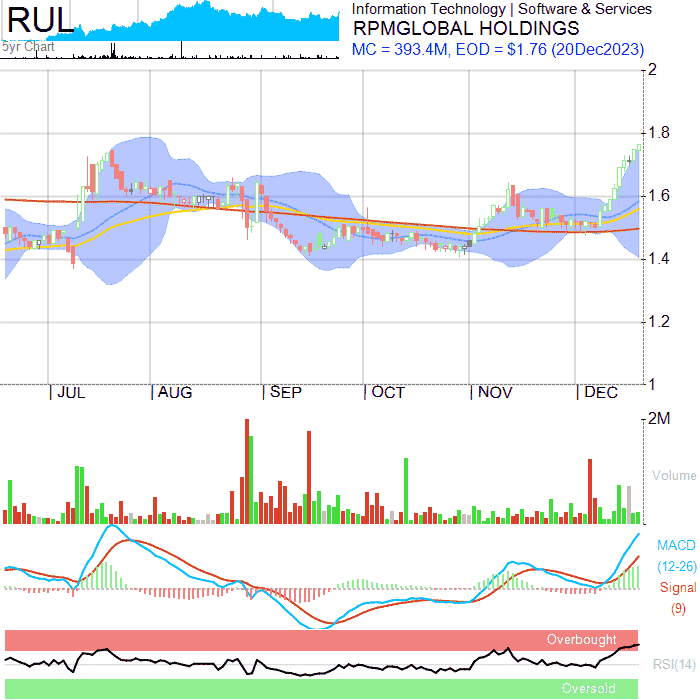 RUL
5yr Chart
Information Technology | Software & Services
RPMGLOBAL HOLDINGS
MC = 393.4M, EOD = $1.76 (20Dec2023)
2
1.8
1.6
1.4
1.2
1
JUL AUG SEP OCT NOV DEC
2M
Volume
MACD
(12-26)
Signal
(9)
Overbought
RSI(14)
Oversold